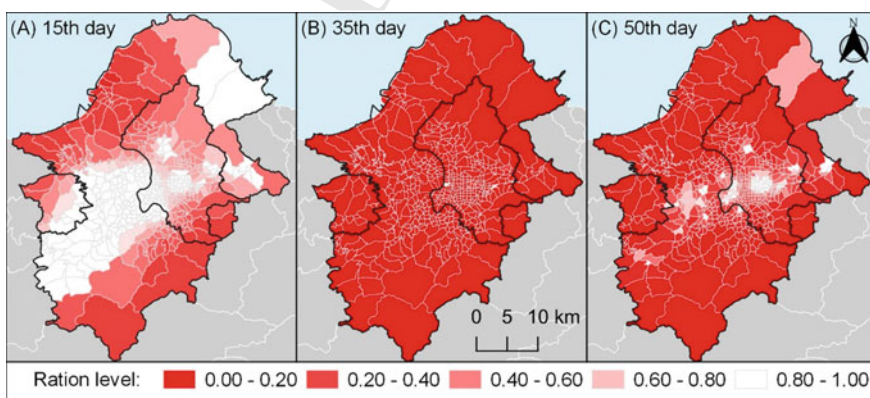 (A) 15th day
(B) 35th day
(C) 50th day
N
0 5 10 km
Ration level: 0.00 - 0.20 0.20 - 0.40 0.40 - 0.60 0.60 - 0.80 0.80 - 1.00